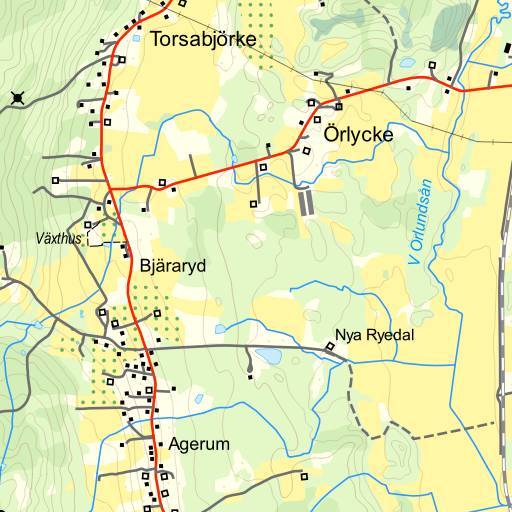 Torsabjörke
Örlycke
V Orlundsån
Växthus
Bjäraryd
Nya Ryedal
Agerum